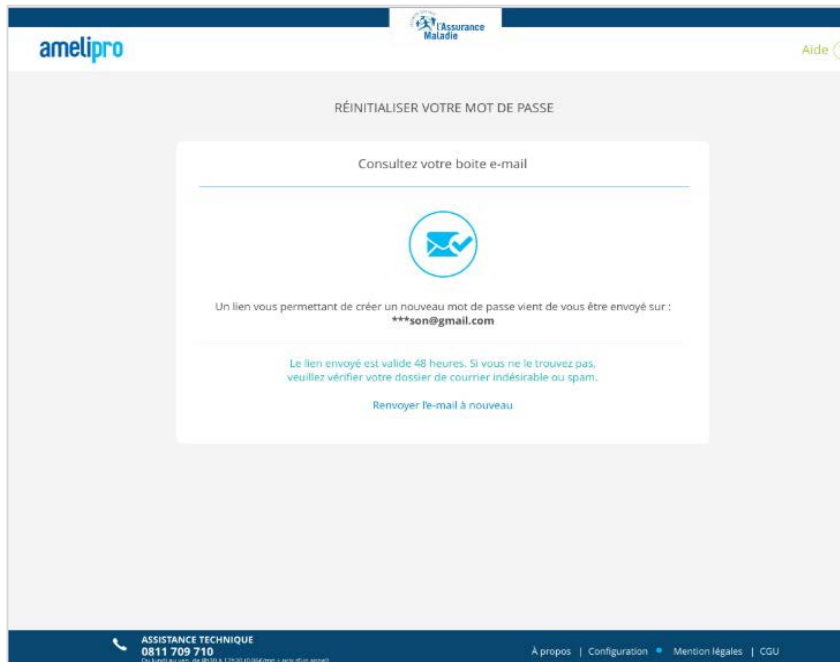 l'Assurance
Maladie
amelipro
Aide
RÉINITIALISER VOTRE MOT DE PASSE
Consultez votre boite e-mail
Un lien vous permettant de créer un nouveau mot de passe vient de vous être envoyé sur :
***son@gmail.com
Le lien envoyé est valide 48 heures. Si vous ne le trouvez pas,
veuillez vérifier votre dossier de courrier indésirable ou spam.
Renvoyer l'e-mail à nouveau
ASSISTANCE TECHNIQUE
0811 709 710
À propos | Configuration Mention légales | CGU